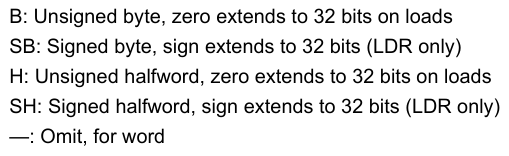 B: Unsigned byte, zero extends to 32 bits on loads
SB: Signed byte, sign extends to 32 bits (LDR only)
H: Unsigned halfword, zero extends to 32 bits on loads
SH: Signed halfword, sign extends to 32 bits (LDR only)
—: Omit, for word